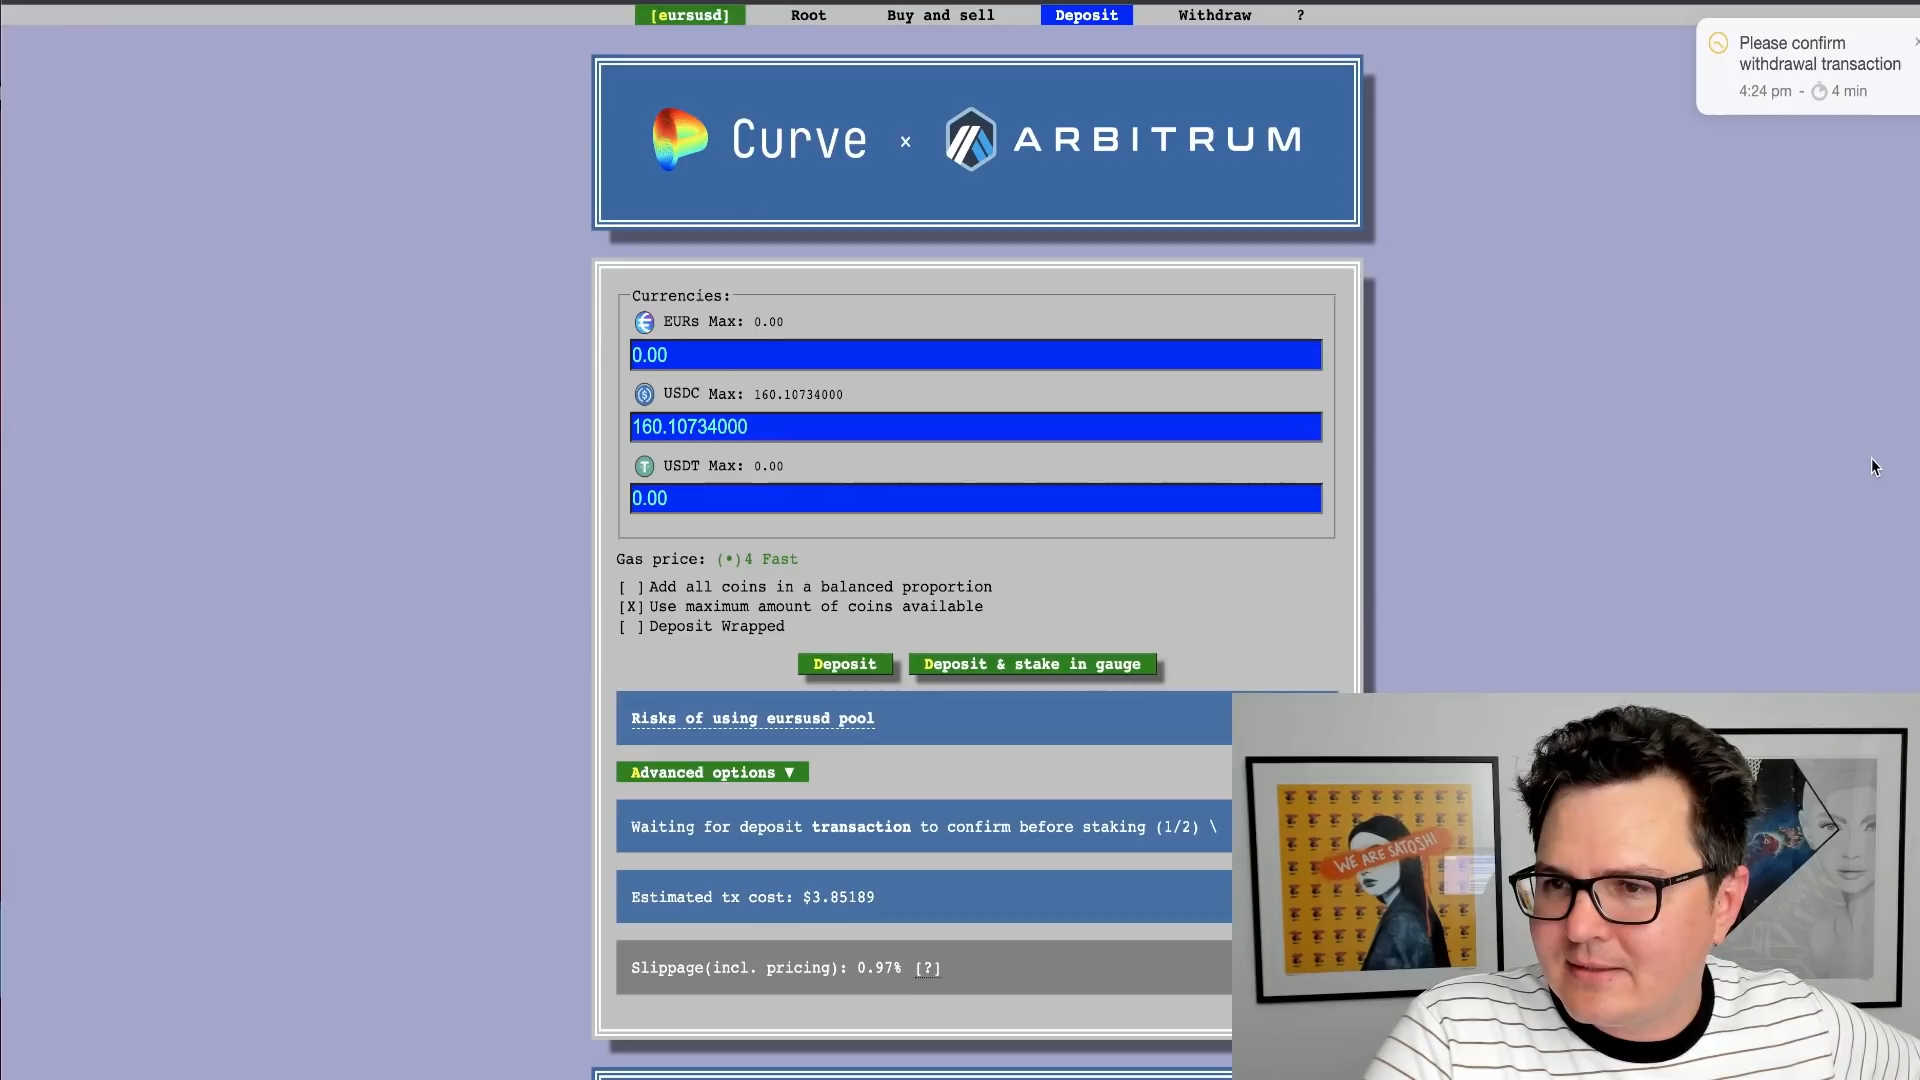 [eursusd] Root Buy and sell Deposit Withdraw ?
Please confirm
withdrawal transaction
4:24 pm - 4 min
Curve × ARBITRUM
Currencies:
EURs Max: 0.00
0.00
USDC Max: 160.10734000
160.10734000
USDT Max: 0.00
0.00
Gas price: (•)4 Fast
[ ] Add all coins in a balanced proportion
[X] Use maximum amount of coins available
[ ] Deposit Wrapped
Deposit Deposit & stake in gauge
Risks of using eursusd pool
Advanced options ▼
Waiting for deposit transaction to confirm before staking (1/2) \
Estimated tx cost: $3.85189
Slippage(incl. pricing): 0.97% [?]
WE ARE SATOSHI